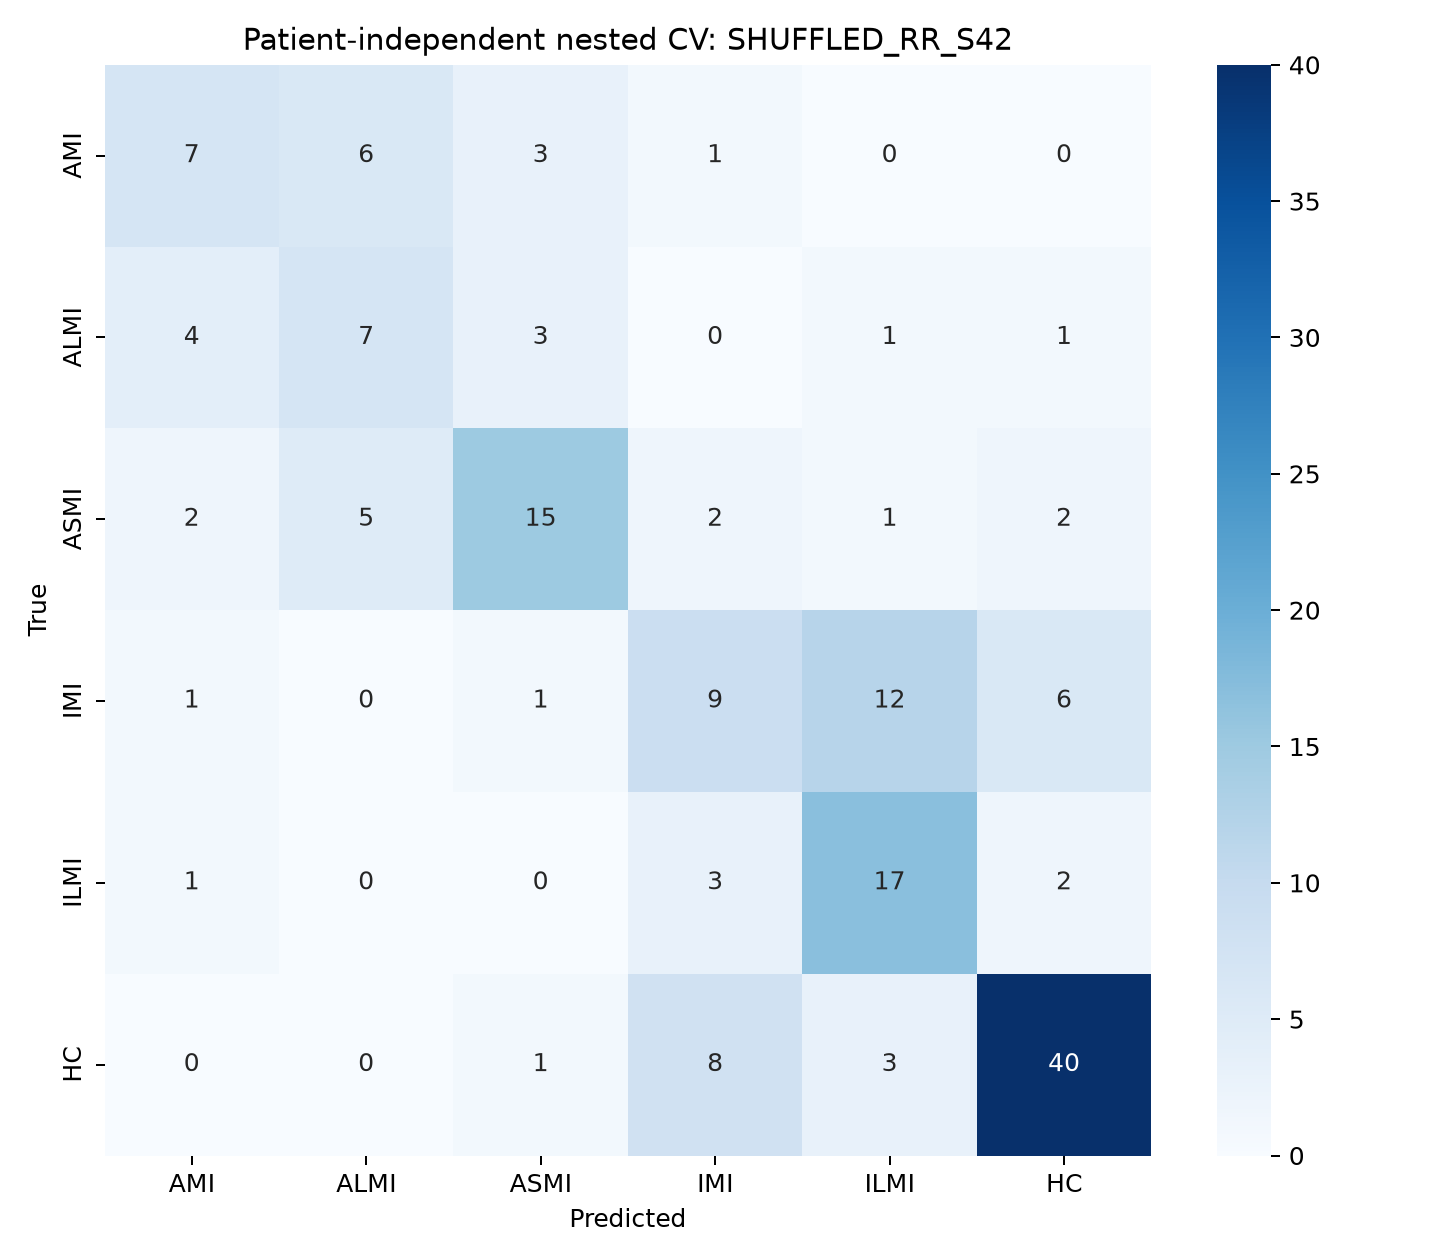 Patient-independent nested CV: SHUFFLED_RR_S42
AMI 7 6 3 1 0 0
ALMI 4 7 3 0 1 1
ASMI 2 5 15 2 1 2
IMI 1 0 1 9 12 6
ILMI 1 0 0 3 17 2
HC 0 0 1 8 3 40
True
AMI ALMI ASMI IMI ILMI HC
Predicted
40
35
30
25
20
15
10
5
0